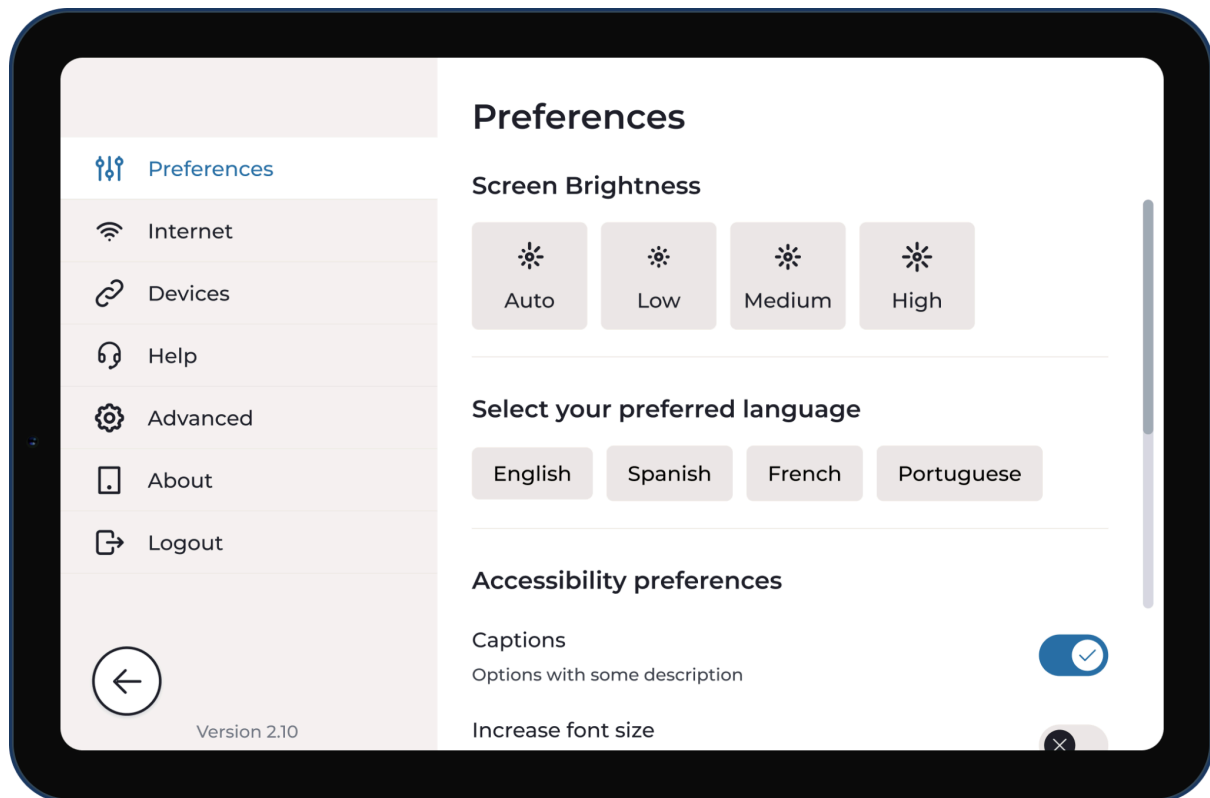 Preferences
Internet
Devices
Help
Advanced
About
Logout
Version 2.10
Preferences
Screen Brightness
Auto Low Medium High
Select your preferred language
English Spanish French Portuguese
Accessibility preferences
Captions
Options with some description
Increase font size